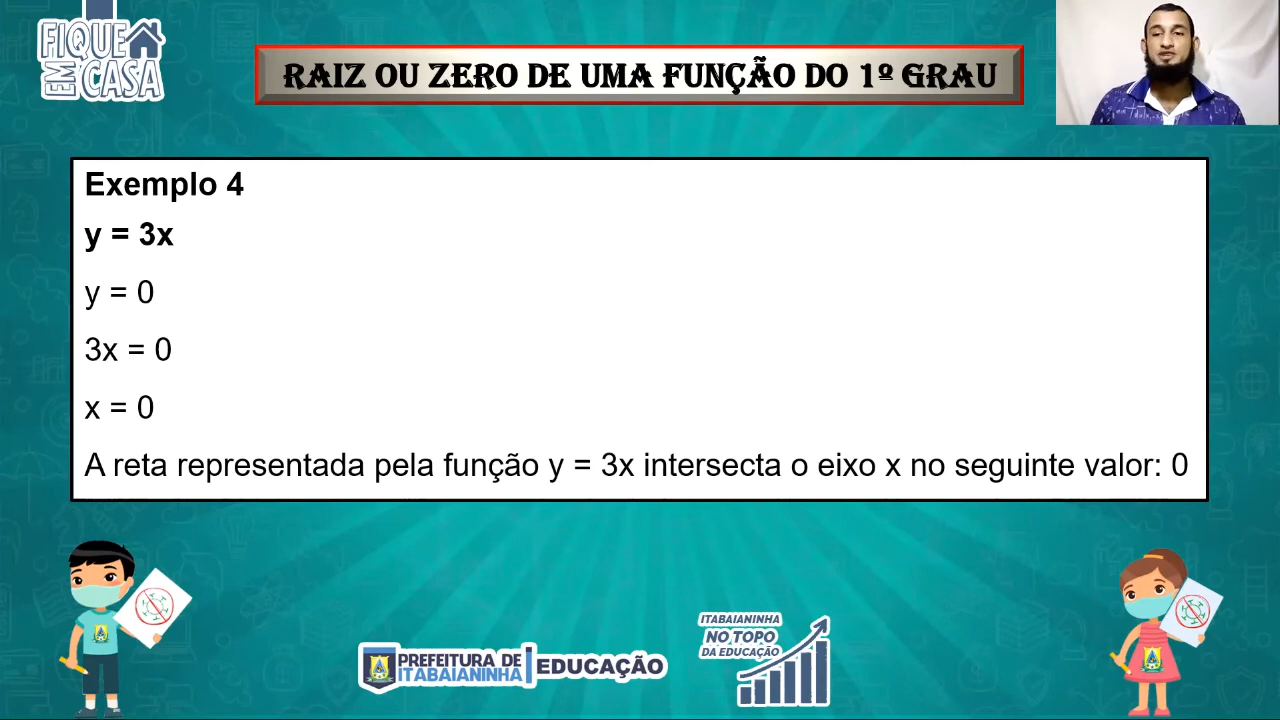 FIQUE
EM CASA
RAIZ OU ZERO DE UMA FUNÇÃO DO 1º GRAU
Exemplo 4
y = 3x
y = 0
3x = 0
x = 0
A reta representada pela função y = 3x intersecta o eixo x no seguinte valor: 0
PREFEITURA DE
ITABAIANINHA
EDUCAÇÃO
ITABAIANINHA
NO TOPO
DA EDUCAÇÃO